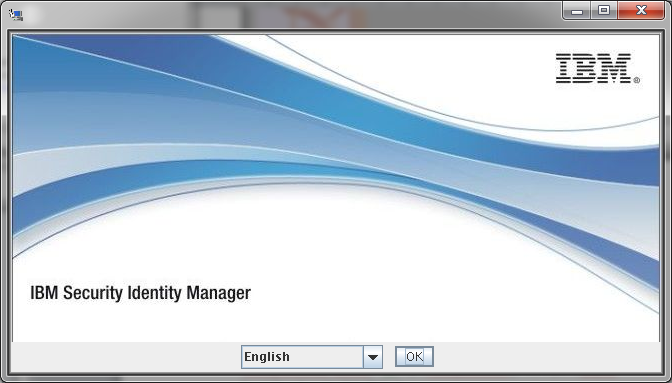 IBM®
IBM Security Identity Manager
English
OK